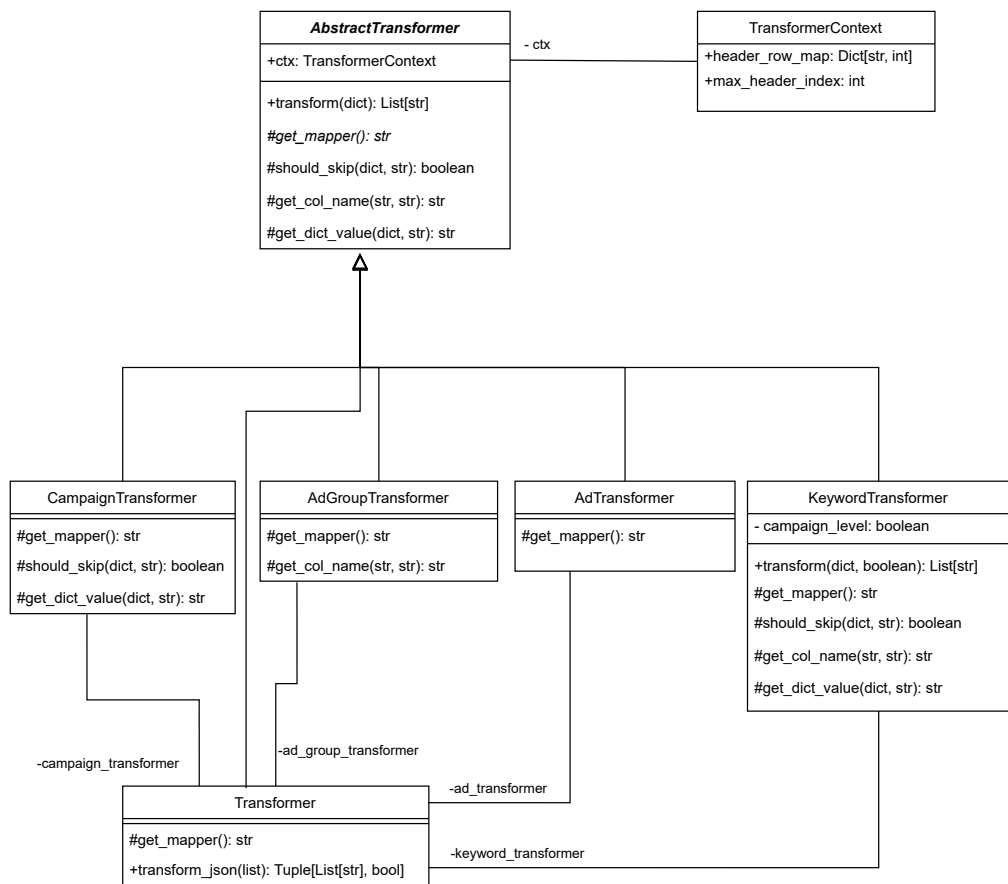 AbstractTransformer
+ctx: TransformerContext
+transform(dict): List[str]
#get_mapper(): str
#should_skip(dict, str): boolean
#get_col_name(str, str): str
#get_dict_value(dict, str): str
- ctx
TransformerContext
+header_row_map: Dict[str, int]
+max_header_index: int
CampaignTransformer
#get_mapper(): str
#should_skip(dict, str): boolean
#get_dict_value(dict, str): str
AdGroupTransformer
#get_mapper(): str
#get_col_name(str, str): str
AdTransformer
#get_mapper(): str
KeywordTransformer
- campaign_level: boolean
+transform(dict, boolean): List[str]
#get_mapper(): str
#should_skip(dict, str): boolean
#get_col_name(str, str): str
#get_dict_value(dict, str): str
-campaign_transformer
-ad_group_transformer
-ad_transformer
-keyword_transformer
Transformer
#get_mapper(): str
+transform_json(list): Tuple[List[str], bool]